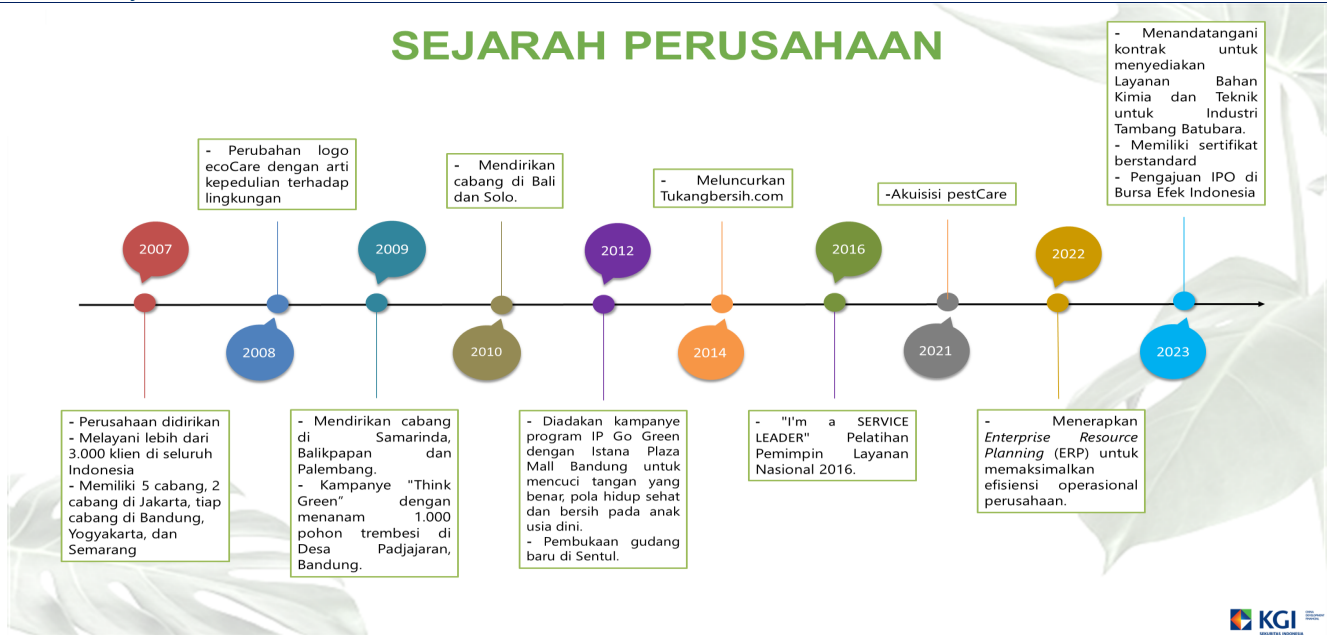 SEJARAH PERUSAHAAN
2007
- Perusahaan didirikan
- Melayani lebih dari
3.000 klien di seluruh
Indonesia
- Memiliki 5 cabang, 2
cabang di Jakarta, tiap
cabang di Bandung,
Yogyakarta, dan
Semarang
- Perubahan logo
ecoCare dengan arti
kepedulian terhadap
lingkungan
2008
2009
- Mendirikan cabang
di Samarinda,
Balikpapan dan
Palembang.
- Kampanye "Think
Green” dengan
menanam 1.000
pohon trembesi di
Desa Padjajaran,
Bandung.
- Mendirikan
cabang di Bali
dan Solo.
2010
2012
- Diadakan kampanye
program IP Go Green
dengan Istana Plaza
Mall Bandung untuk
mencuci tangan yang
benar, pola hidup sehat
dan bersih pada anak
usia dini.
- Pembukaan gudang
baru di Sentul.
- Meluncurkan
Tukangbersih.com
2014
2016
- "I'm a SERVICE
LEADER" Pelatihan
Pemimpin Layanan
Nasional 2016.
-Akuisisi pestCare
2021
2022
- Menerapkan
Enterprise Resource
Planning (ERP) untuk
memaksimalkan
efisiensi operasional
perusahaan.
- Menandatangani
kontrak untuk
menyediakan
Layanan Bahan
Kimia dan Teknik
untuk Industri
Tambang Batubara.
- Memiliki sertifikat
berstandard
- Pengajuan IPO di
Bursa Efek Indonesia
2023
KGI
SEKURITAS INDONESIA